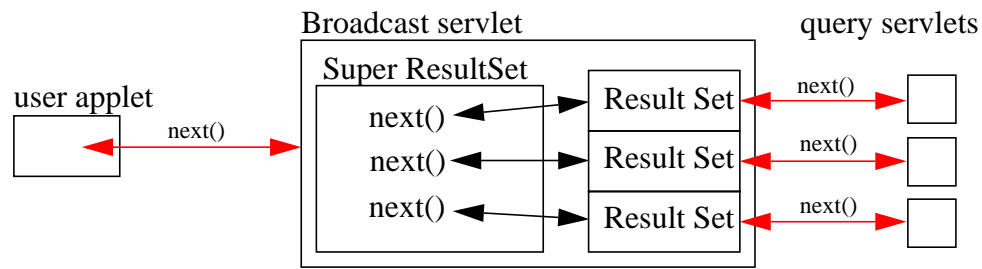 Broadcast servlet
query servlets
Super ResultSet
user applet
next()
next()
next()
next()
Result Set
Result Set
Result Set
next()
next()
next()